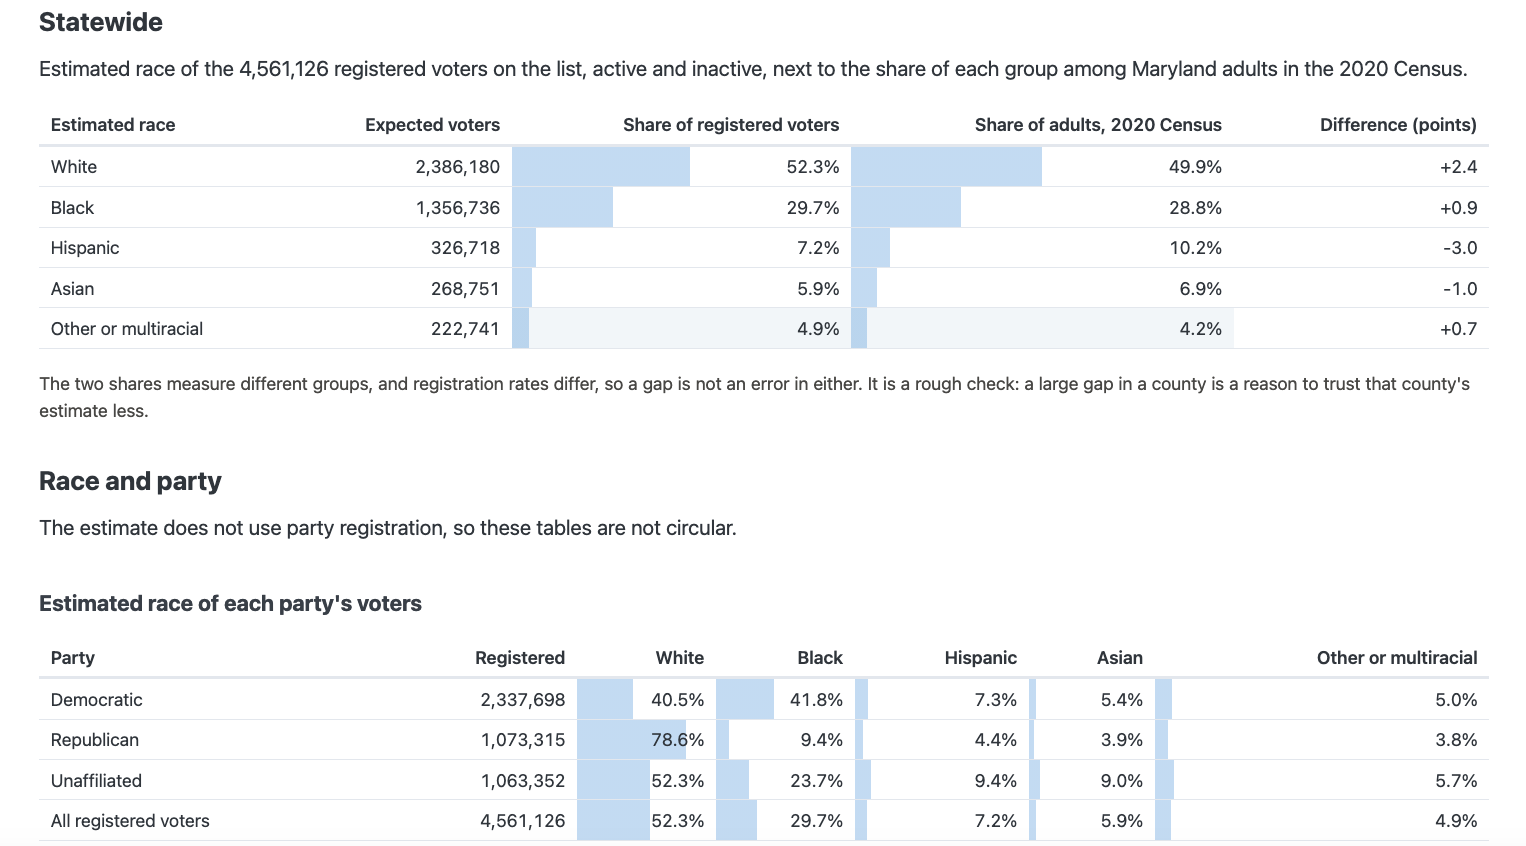 Statewide
Estimated race of the 4,561,126 registered voters on the list, active and inactive, next to the share of each group among Maryland adults in the 2020 Census.
Estimated race Expected voters Share of registered voters Share of adults, 2020 Census Difference (points)
White 2,386,180 52.3% 49.9% +2.4
Black 1,356,736 29.7% 28.8% +0.9
Hispanic 326,718 7.2% 10.2% -3.0
Asian 268,751 5.9% 6.9% -1.0
Other or multiracial 222,741 4.9% 4.2% +0.7
The two shares measure different groups, and registration rates differ, so a gap is not an error in either. It is a rough check: a large gap in a county is a reason to trust that county's
estimate less.
Race and party
The estimate does not use party registration, so these tables are not circular.
Estimated race of each party's voters
Party Registered White Black Hispanic Asian Other or multiracial
Democratic 2,337,698 40.5% 41.8% 7.3% 5.4% 5.0%
Republican 1,073,315 78.6% 9.4% 4.4% 3.9% 3.8%
Unaffiliated 1,063,352 52.3% 23.7% 9.4% 9.0% 5.7%
All registered voters 4,561,126 52.3% 29.7% 7.2% 5.9% 4.9%